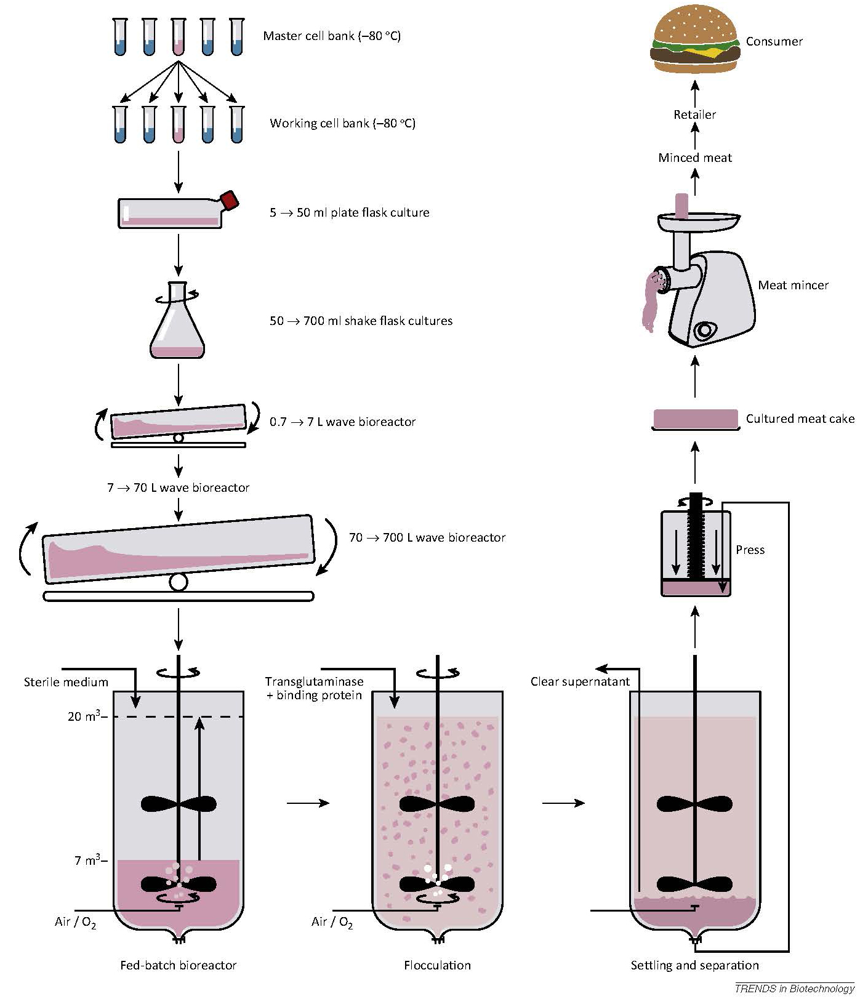 Master cell bank (–80 °C)
Working cell bank (–80 °C)
5 → 50 ml plate flask culture
50 → 700 ml shake flask cultures
0.7 → 7 L wave bioreactor
7 → 70 L wave bioreactor
70 → 700 L wave bioreactor
Sterile medium
20 m³
7 m³
Air / O₂
Fed-batch bioreactor
Transglutaminase
+ binding protein
Air / O₂
Flocculation
Clear supernatant
Settling and separation
Press
Cultured meat cake
Meat mincer
Minced meat
Retailer
Consumer
TRENDS in Biotechnology